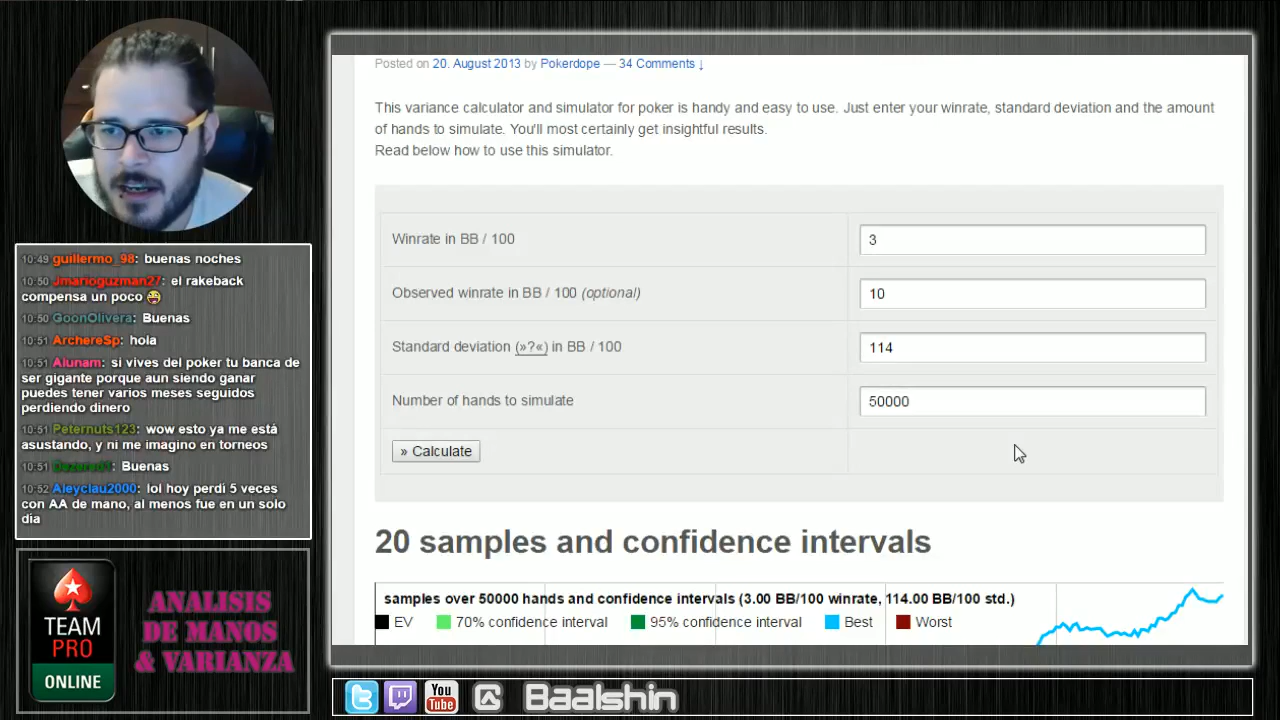 Posted on 20. August 2013 by Pokerdope — 34 Comments ↓
This variance calculator and simulator for poker is handy and easy to use. Just enter your winrate, standard deviation and the amount
of hands to simulate. You'll most certainly get insightful results.
Read below how to use this simulator.
Winrate in BB / 100
3
Observed winrate in BB / 100 (optional)
10
Standard deviation (»?«) in BB / 100
114
Number of hands to simulate
50000
» Calculate
20 samples and confidence intervals
samples over 50000 hands and confidence intervals (3.00 BB/100 winrate, 114.00 BB/100 std.)
EV 70% confidence interval 95% confidence interval Best Worst
10:49 guillermo_98: buenas noches
10:50 Jmarioguzman27: el rakeback
compensa un poco
10:50 GoonOlivera: Buenas
10:51 ArchereSp: hola
10:51 Alunam: si vives del poker tu banca de
ser gigante porque aun siendo ganar
puedes tener varios meses seguidos
perdiendo dinero
10:51 Peternuts123: wow esto ya me está
asustando, y ni me imagino en torneos
10:51 Buenas
10:52 Aleyclau2000: lol hoy perdi 5 veces
con AA de mano, al menos fue en un solo
día
TEAM
PRO
ONLINE
ANALISIS
DE MANOS
& VARIANZA
You
Tube
Baalshin